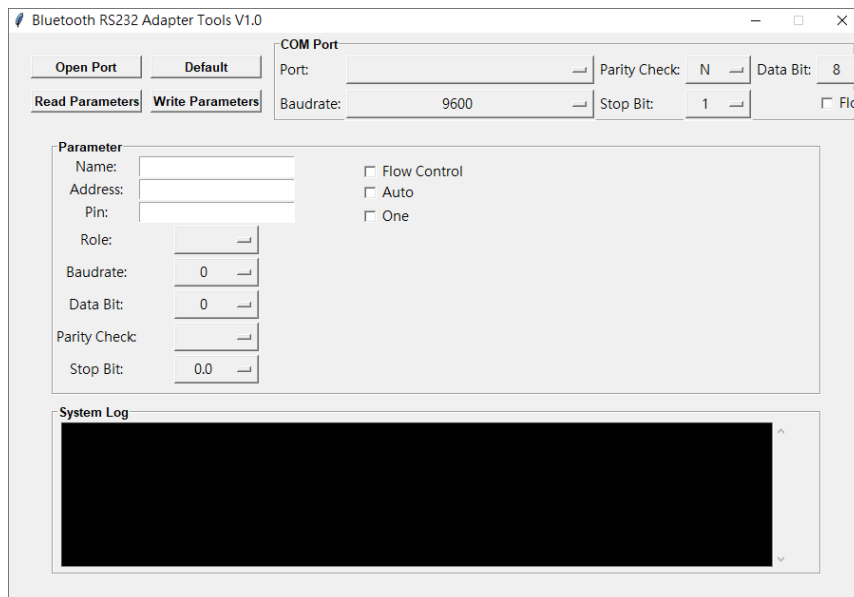 Bluetooth RS232 Adapter Tools V1.0
COM Port
Open Port Default Port: Parity Check: N Data Bit: 8
Read Parameters Write Parameters Baudrate: 9600 Stop Bit: 1 Flo
Parameter
Name: Flow Control
Address: Auto
Pin: One
Role:
Baudrate: 0
Data Bit: 0
Parity Check:
Stop Bit: 0.0
System Log